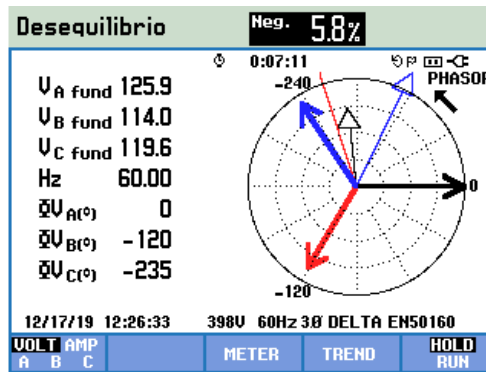 Desequilibrio Neg. 5.8%
0:07:11
PHASOR
VA fund 125.9
VB fund 114.0
VC fund 119.6
Hz 60.00
ΦVA(°) 0
ΦVB(°) -120
ΦVC(°) -235
-240
0
-120
12/17/19 12:26:33 398V 60Hz 3.Ø DELTA EN50160
VOLT AMP
A B C
METER
TREND
HOLD
RUN